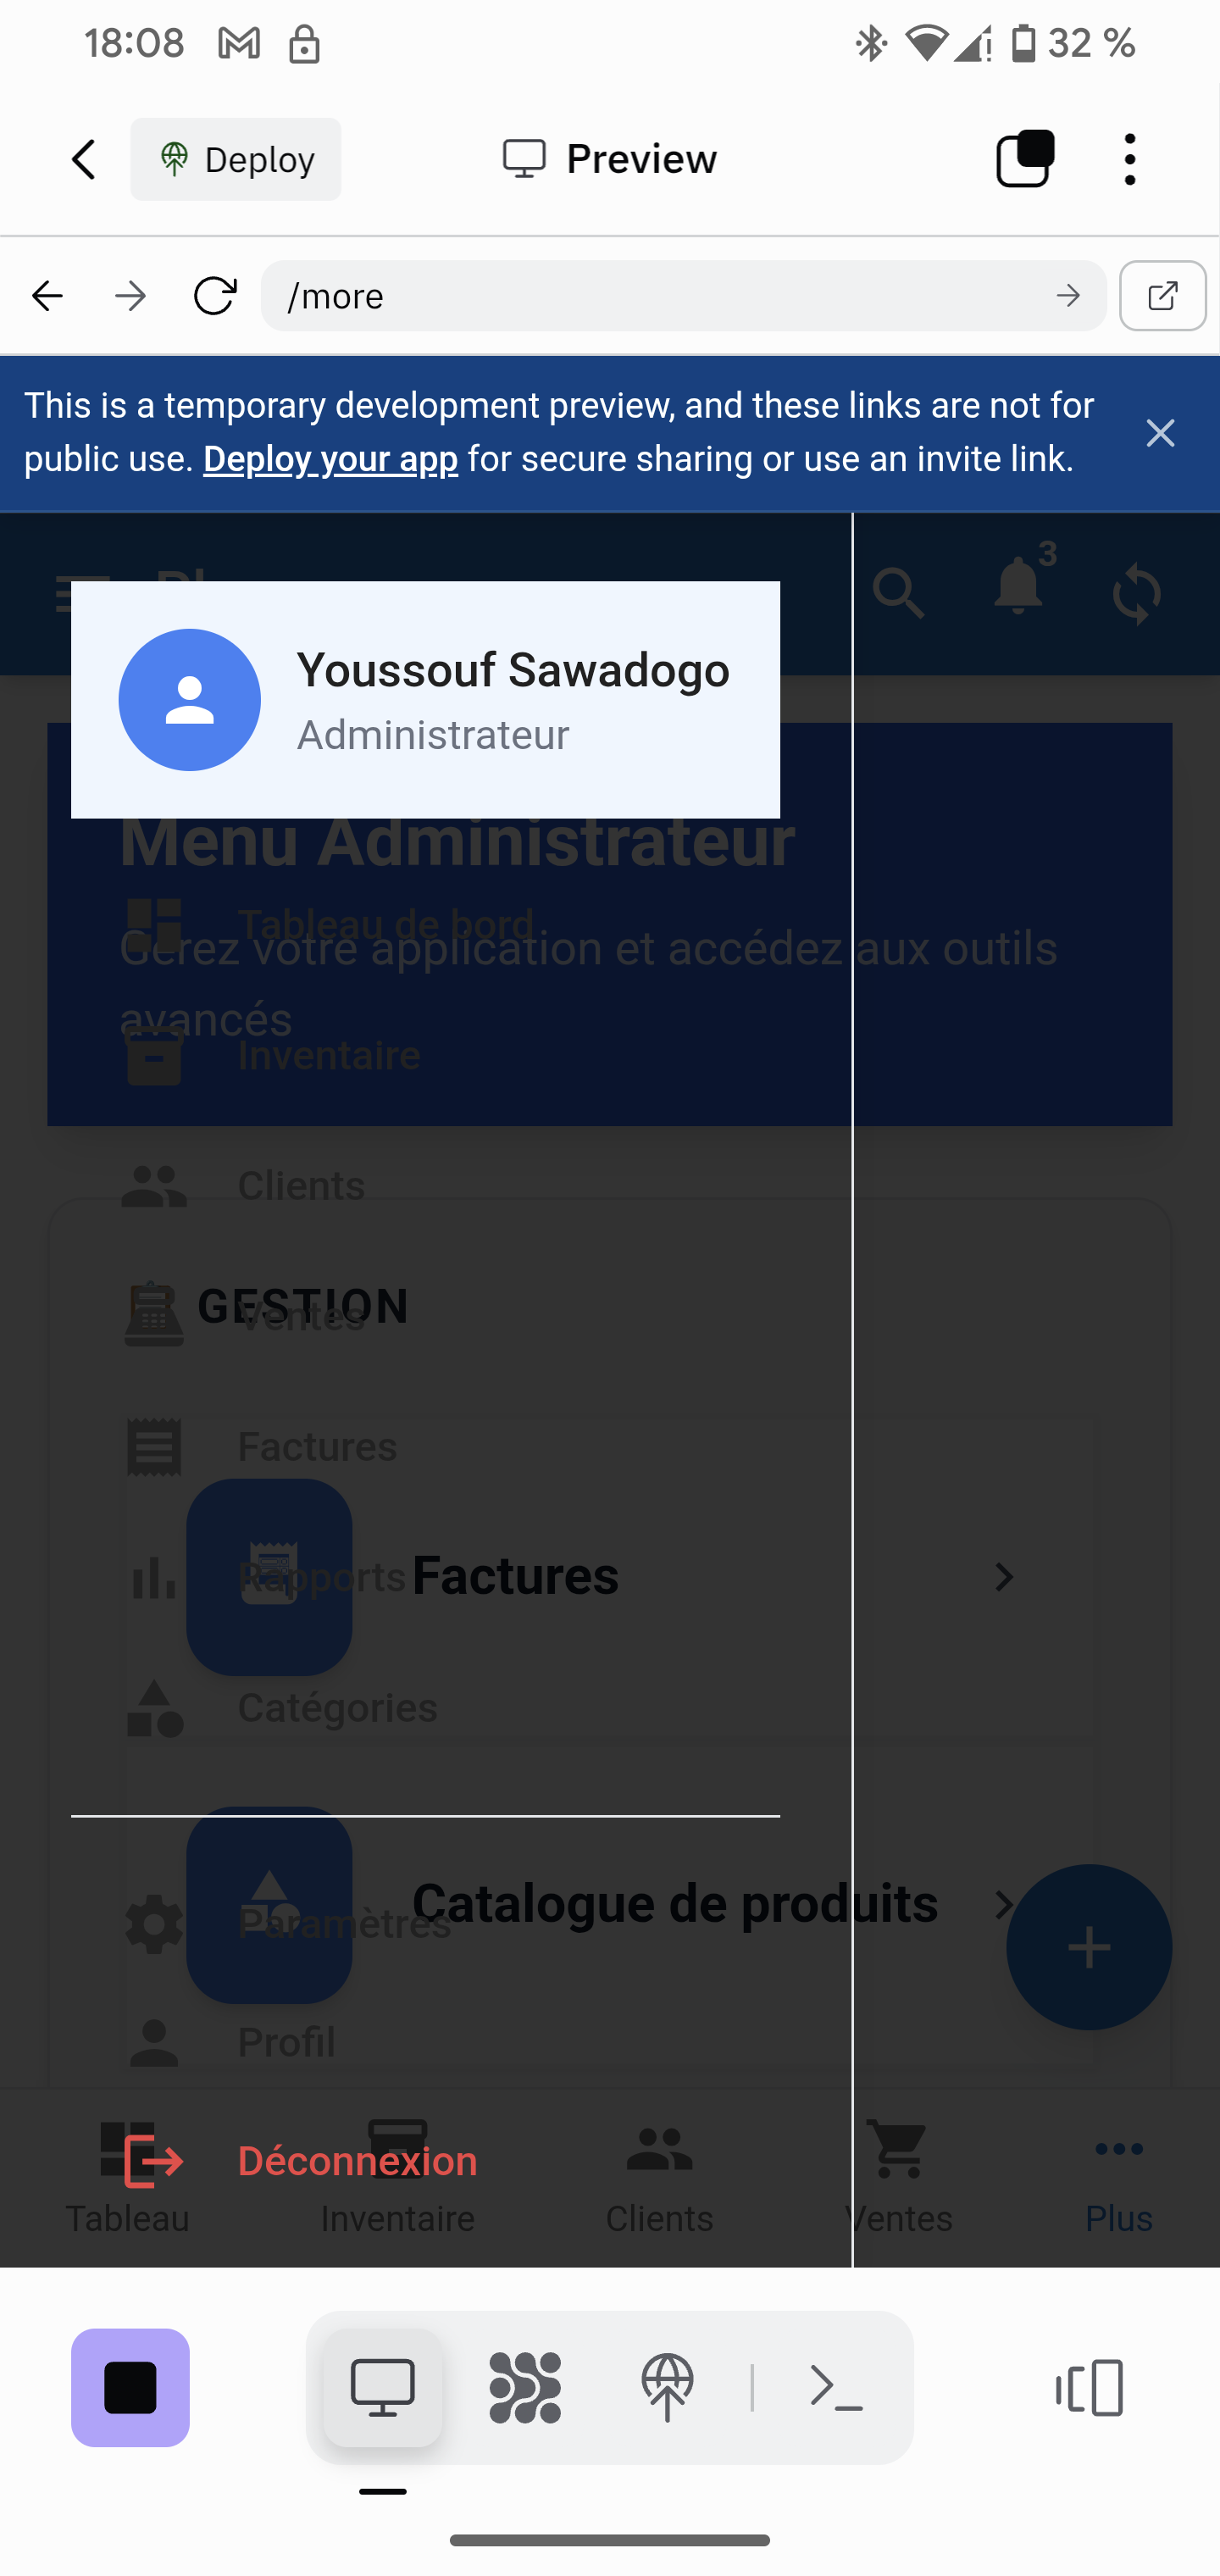 18:08
32 %
Deploy
Preview
/more
This is a temporary development preview, and these links are not for
public use. Deploy your app for secure sharing or use an invite link.
3
Youssouf Sawadogo
Administrateur
Menu Administrateur
Tableau de bord
Gérez votre application et accédez aux outils
avancés
Inventaire
Clients
GESTION
Ventes
Factures
Rapports
Factures
Catégories
Catalogue de produits
Paramètres
Profil
Déconnexion
Tableau
Inventaire
Clients
Ventes
Plus